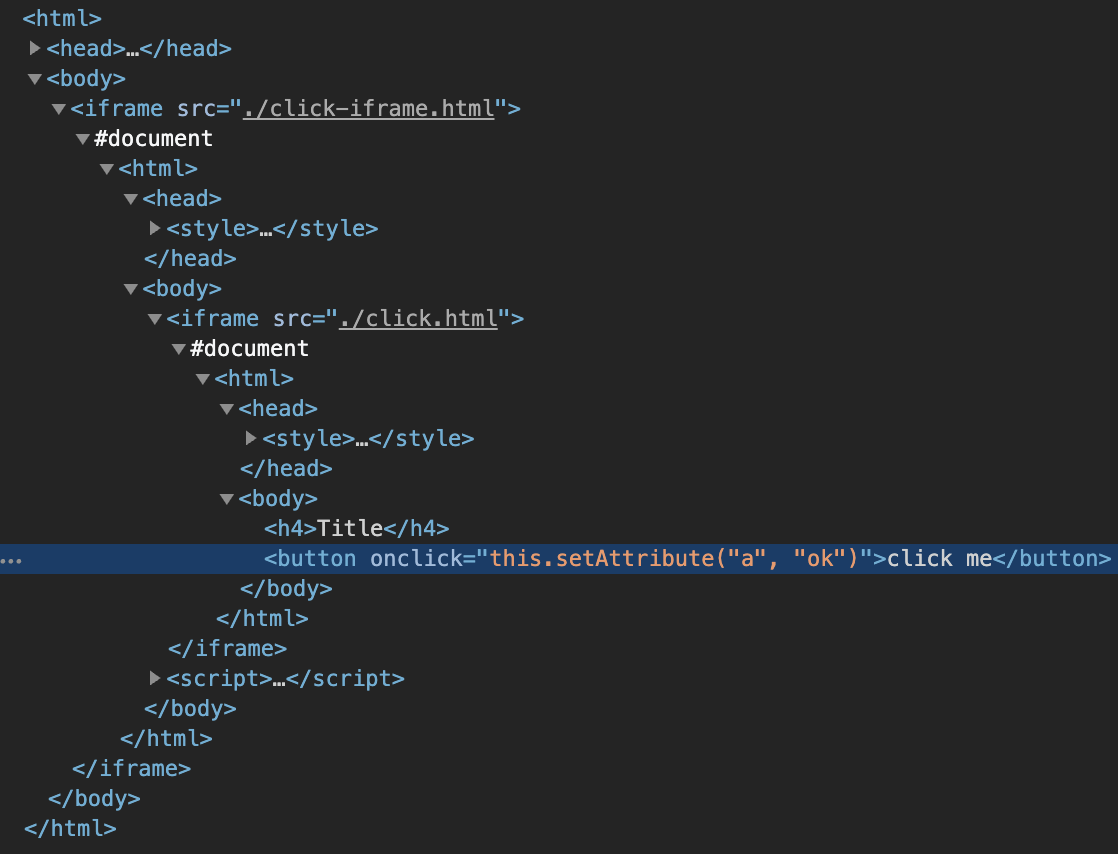 <html>
<head>…</head>
<body>
<iframe src="./click-iframe.html">
#document
<html>
<head>
<style>…</style>
</head>
<body>
<iframe src="./click.html">
#document
<html>
<head>
<style>…</style>
</head>
<body>
<h4>Title</h4>
<button onclick="this.setAttribute("a", "ok")">click me</button>
</body>
</html>
</iframe>
<script>…</script>
</body>
</html>
</iframe>
</body>
</html>